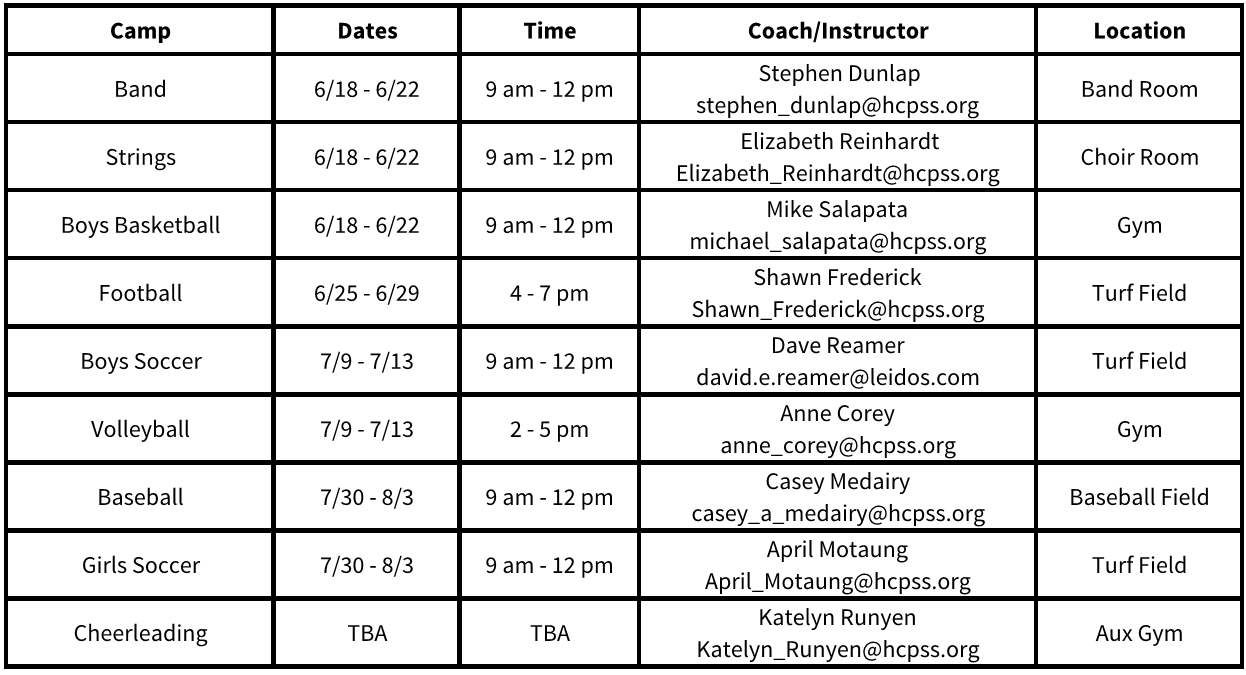 Camp Dates Time Coach/Instructor Location
Band 6/18 - 6/22 9 am - 12 pm Stephen Dunlap Band Room
stephen_dunlap@hcpss.org
Strings 6/18 - 6/22 9 am - 12 pm Elizabeth Reinhardt Choir Room
Elizabeth_Reinhardt@hcpss.org
Boys Basketball 6/18 - 6/22 9 am - 12 pm Mike Salapata Gym
michael_salapata@hcpss.org
Football 6/25 - 6/29 4 - 7 pm Shawn Frederick Turf Field
Shawn_Frederick@hcpss.org
Boys Soccer 7/9 - 7/13 9 am - 12 pm Dave Reamer Turf Field
david.e.reamer@leidos.com
Volleyball 7/9 - 7/13 2 - 5 pm Anne Corey Gym
anne_corey@hcpss.org
Baseball 7/30 - 8/3 9 am - 12 pm Casey Medairy Baseball Field
casey_a_medairy@hcpss.org
Girls Soccer 7/30 - 8/3 9 am - 12 pm April Motaung Turf Field
April_Motaung@hcpss.org
Cheerleading TBA TBA Katelyn Runyen Aux Gym
Katelyn_Runyen@hcpss.org